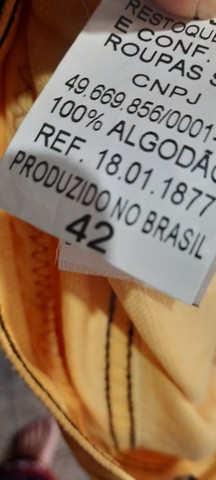 RESTOQUE
E CONF.
ROUPAS S
CNPJ
49.669.856/0001-
100% ALGODÃO
REF. 18.01.1877
PRODUZIDO NO BRASIL
42